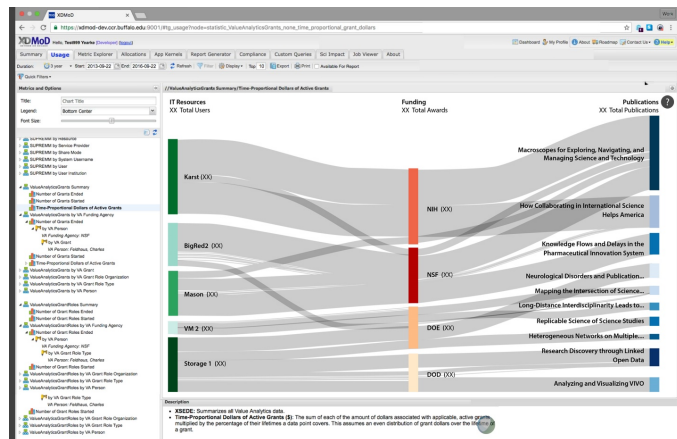 XDMoD
Work
https://xdmod-dev.ccr.buffalo.edu:9001/#tg_usage?node=statistic_ValueAnalyticsGrants_none_time_proportional_grant_dollars
XDMoD Hello, Test999 Yearke (Developer) (logout)
Dashboard My Profile About Roadmap Contact Us Help
Summary Usage Metric Explorer Allocations App Kernels Report Generator Compliance Custom Queries Sci Impact Job Viewer About
Duration: 3 year Start: 2013-09-22 End: 2016-09-22 Refresh Filter Display Top: 10 Export Print Available For Report
Quick Filters
Metrics and Options
//ValueAnalyticsGrants Summary/Time-Proportional Dollars of Active Grants
Title: Chart Title
Legend: Bottom Center
Font Size:
SUPREMM by Resource
SUPREMM by Service Provider
SUPREMM by Share Mode
SUPREMM by System Username
SUPREMM by User
SUPREMM by User Institution
ValueAnalyticsGrants Summary
Number of Grants Ended
Number of Grants Started
Time-Proportional Dollars of Active Grants
ValueAnalyticsGrants by VA Funding Agency
Number of Grants Ended
by VA Person
VA Funding Agency: NSF
by VA Grant
VA Person: Feldhaus, Charles
Number of Grants Started
Time-Proportional Dollars of Active Grants
ValueAnalyticsGrants by VA Grant
ValueAnalyticsGrants by VA Grant Role Organization
ValueAnalyticsGrants by VA Grant Role Type
ValueAnalyticsGrants by VA Person
ValueAnalyticsGrantRoles Summary
Number of Grant Roles Ended
Number of Grant Roles Started
ValueAnalyticsGrantRoles by VA Funding Agency
Number of Grant Roles Ended
by VA Person
VA Funding Agency: NSF
by VA Grant Role Type
VA Person: Feldhaus, Charles
Number of Grant Roles Started
ValueAnalyticsGrantRoles by VA Grant Role Organization
ValueAnalyticsGrantRoles by VA Grant Role Type
ValueAnalyticsGrantRoles by VA Person
by VA Grant Role Type
VA Person: Feldhaus, Charles
Number of Grant Roles Started
ValueAnalyticsGrantRoles by VA Grant Role Organization
ValueAnalyticsGrantRoles by VA Grant Role Type
ValueAnalyticsGrantRoles by VA Person
IT Resources
XX Total Users
Funding
XX Total Awards
Publications
XX Total Publications
?
Karst (XX)
BigRed2 (XX)
Mason (XX)
VM 2 (XX)
Storage 1 (XX)
NIH (XX)
NSF (XX)
DOE (XX)
DOD (XX)
Macroscopes for Exploring, Navigating, and
Managing Science and Technology
How Collaborating in International Science
Helps America
Knowledge Flows and Delays in the
Pharmaceutical Innovation System
Neurological Disorders and Publication...
Mapping the Intersection of Science...
Long-Distance Interdisciplinarity Leads to...
Replicable Science of Science Studies
Heterogeneous Networks on Multiple...
Research Discovery through Linked
Open Data
Analyzing and Visualizing VIVO
Description
• XSEDE: Summarizes all Value Analytics data.
• Time-Proportional Dollars of Active Grants ($): The sum of each of the amount of dollars associated with applicable, active grants,
multiplied by the percentage of their lifetimes a data point covers. This assumes an even distribution of grant dollars over the lifetime of
a grant.